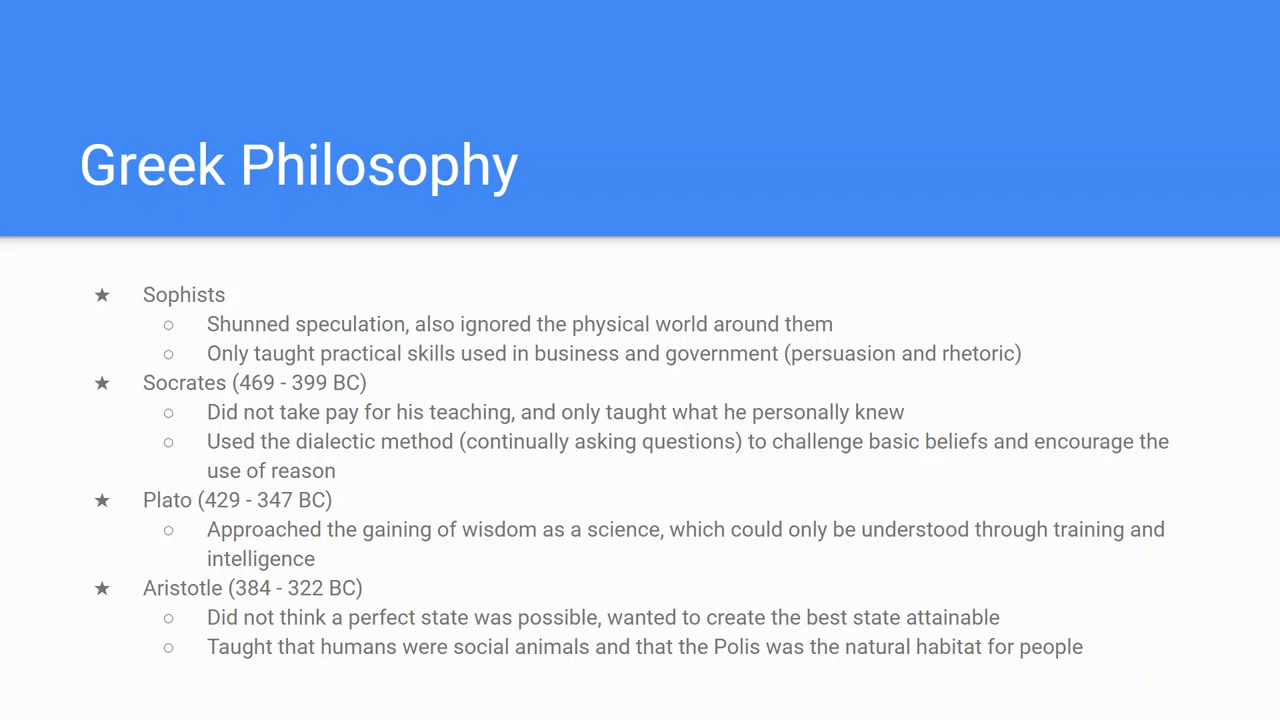 Greek Philosophy
★ Sophists
○ Shunned speculation, also ignored the physical world around them
○ Only taught practical skills used in business and government (persuasion and rhetoric)
★ Socrates (469 - 399 BC)
○ Did not take pay for his teaching, and only taught what he personally knew
○ Used the dialectic method (continually asking questions) to challenge basic beliefs and encourage the
use of reason
★ Plato (429 - 347 BC)
○ Approached the gaining of wisdom as a science, which could only be understood through training and
intelligence
★ Aristotle (384 - 322 BC)
○ Did not think a perfect state was possible, wanted to create the best state attainable
○ Taught that humans were social animals and that the Polis was the natural habitat for people